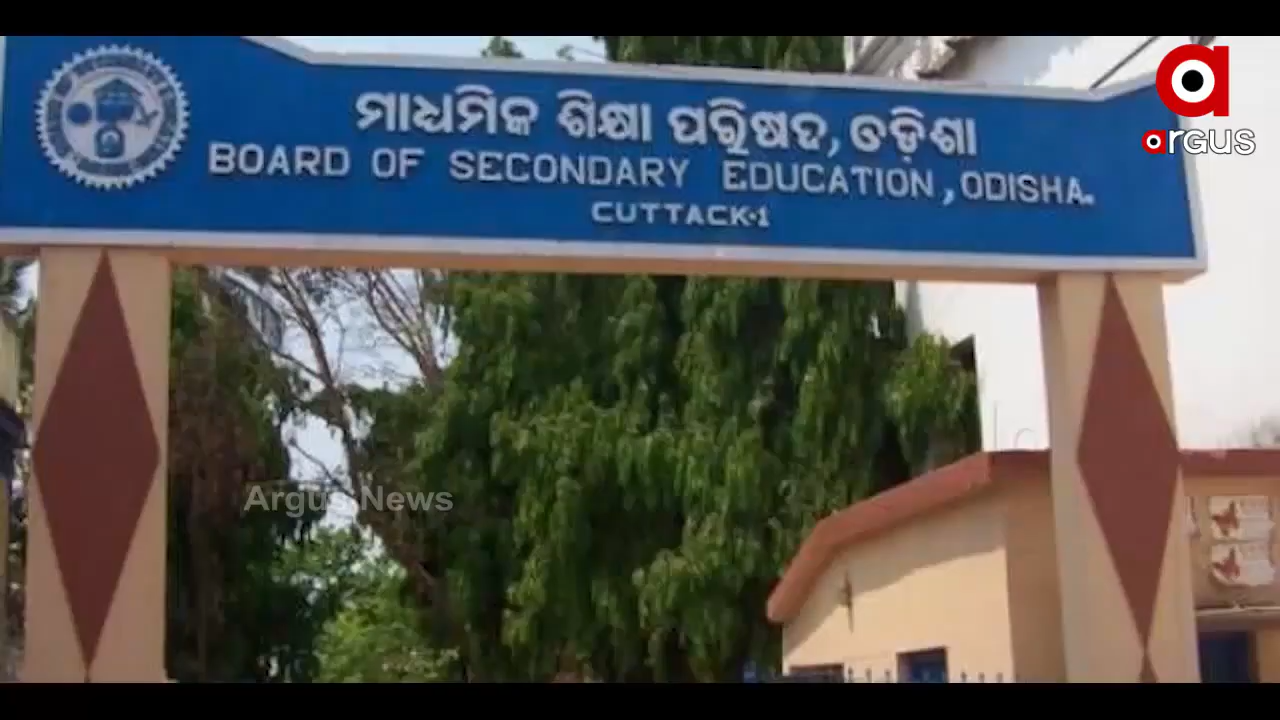 ମାଧ୍ୟମିକ ଶିକ୍ଷା ପରିଷଦ, ଓଡ଼ିଶା
BOARD OF SECONDARY EDUCATION, ODISHA.
CUTTACK-1
argus
Argus News